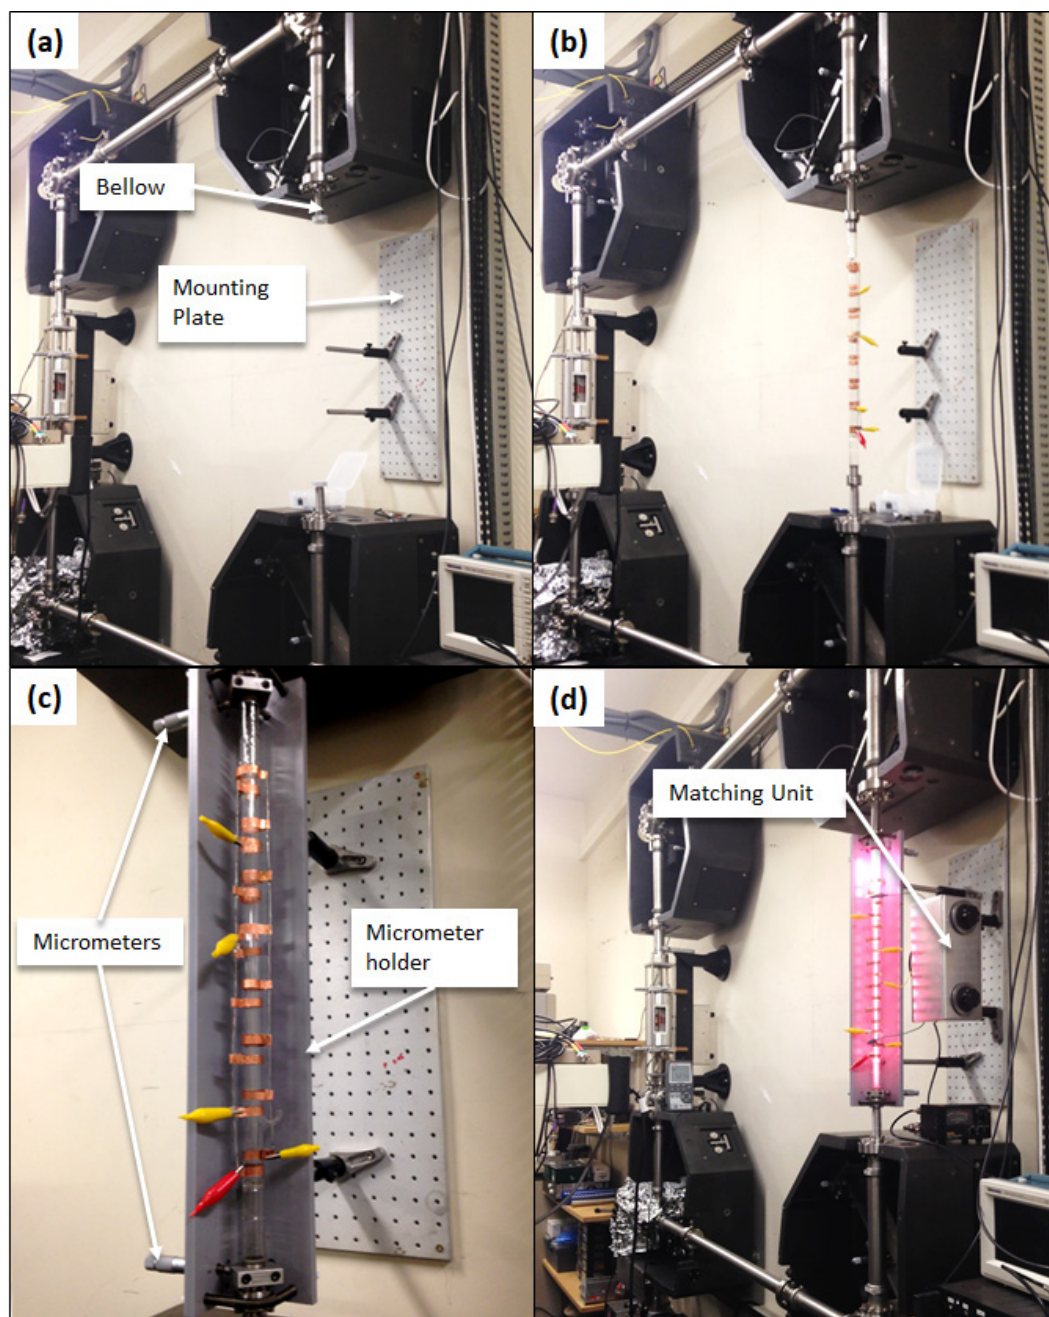 (a)
Bellow
Mounting
Plate
(b)
(c)
Micrometers
Micrometer
holder
(d)
Matching Unit